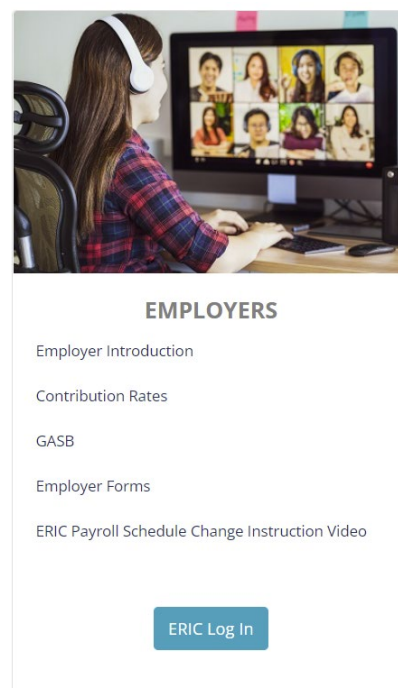 EMPLOYERS
Employer Introduction
Contribution Rates
GASB
Employer Forms
ERIC Payroll Schedule Change Instruction Video
ERIC Log In